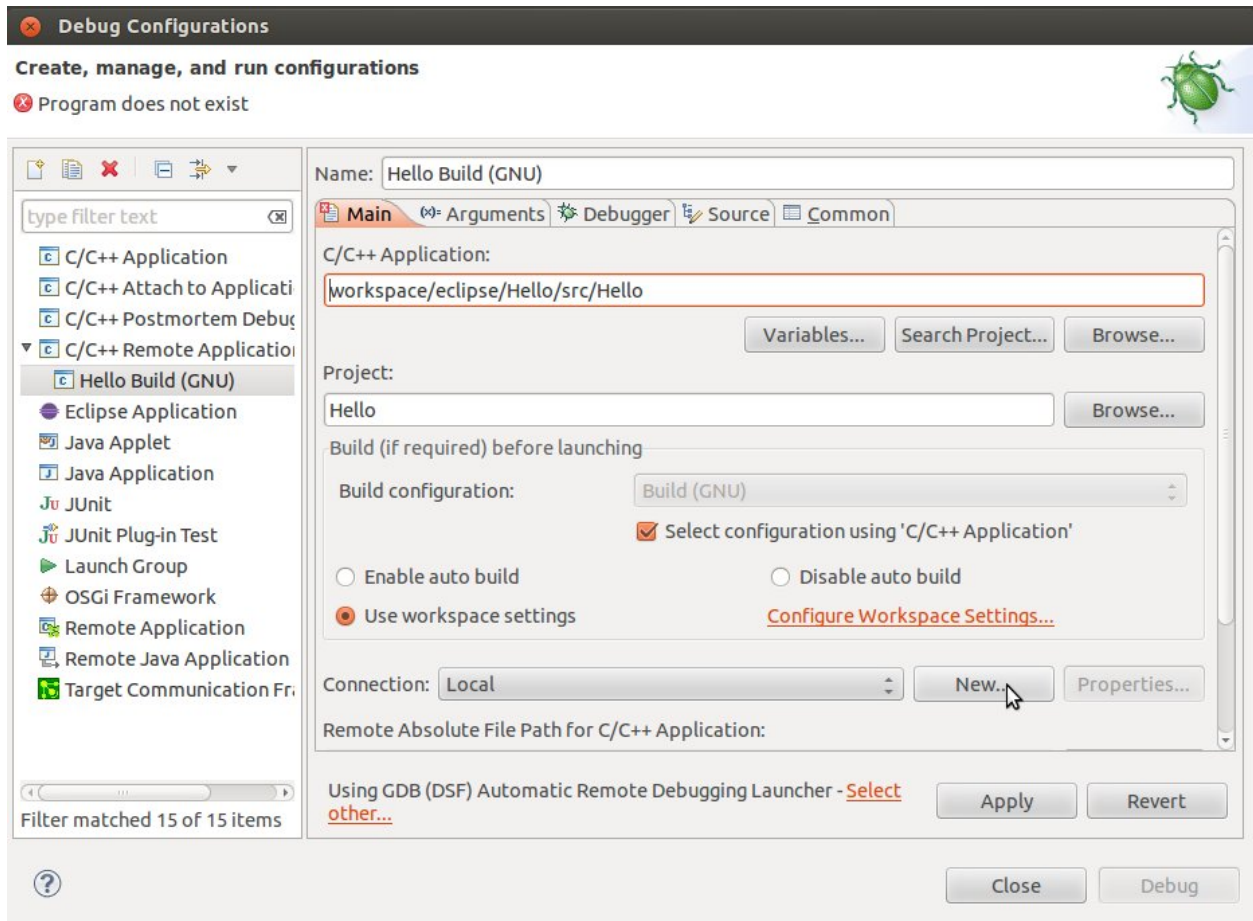 Debug Configurations
Create, manage, and run configurations
Program does not exist
type filter text
C/C++ Application
C/C++ Attach to Applicati
C/C++ Postmortem Debug
C/C++ Remote Application
Hello Build (GNU)
Eclipse Application
Java Applet
Java Application
JUnit
JUnit Plug-in Test
Launch Group
OSGi Framework
Remote Application
Remote Java Application
Target Communication Fra
Filter matched 15 of 15 items
Name: Hello Build (GNU)
Main (x)= Arguments Debugger Source Common
C/C++ Application:
workspace/eclipse/Hello/src/Hello
Variables... Search Project... Browse...
Project:
Hello Browse...
Build (if required) before launching
Build configuration: Build (GNU)
Select configuration using 'C/C++ Application'
Enable auto build Disable auto build
Use workspace settings Configure Workspace Settings...
Connection: Local New... Properties...
Remote Absolute File Path for C/C++ Application:
Using GDB (DSF) Automatic Remote Debugging Launcher - Select
other...
Apply Revert
Close Debug